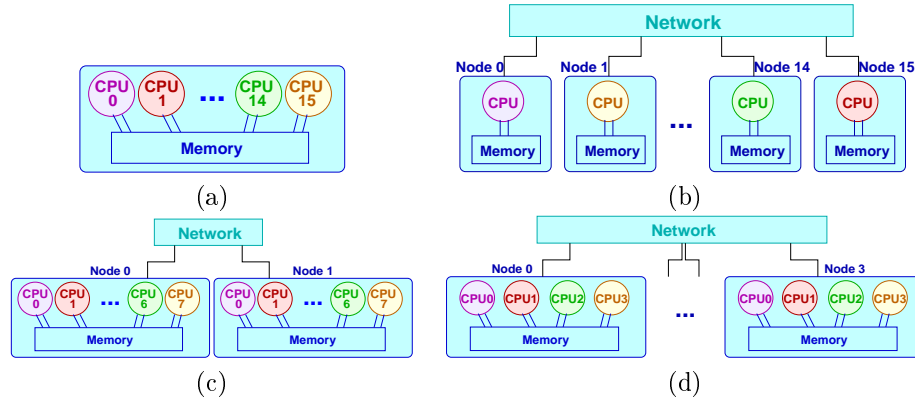 CPU 0 CPU 1 ... CPU 14 CPU 15
Memory
(a)
Network
Node 0 Node 1 Node 14 Node 15
CPU CPU ... CPU CPU
Memory Memory Memory Memory
(b)
Network
Node 0 Node 1
CPU 0 CPU 1 ... CPU 6 CPU 7 CPU 0 CPU 1 ... CPU 6 CPU 7
Memory Memory
(c)
Network
Node 0 Node 3
CPU0 CPU1 CPU2 CPU3 ... CPU0 CPU1 CPU2 CPU3
Memory Memory
(d)